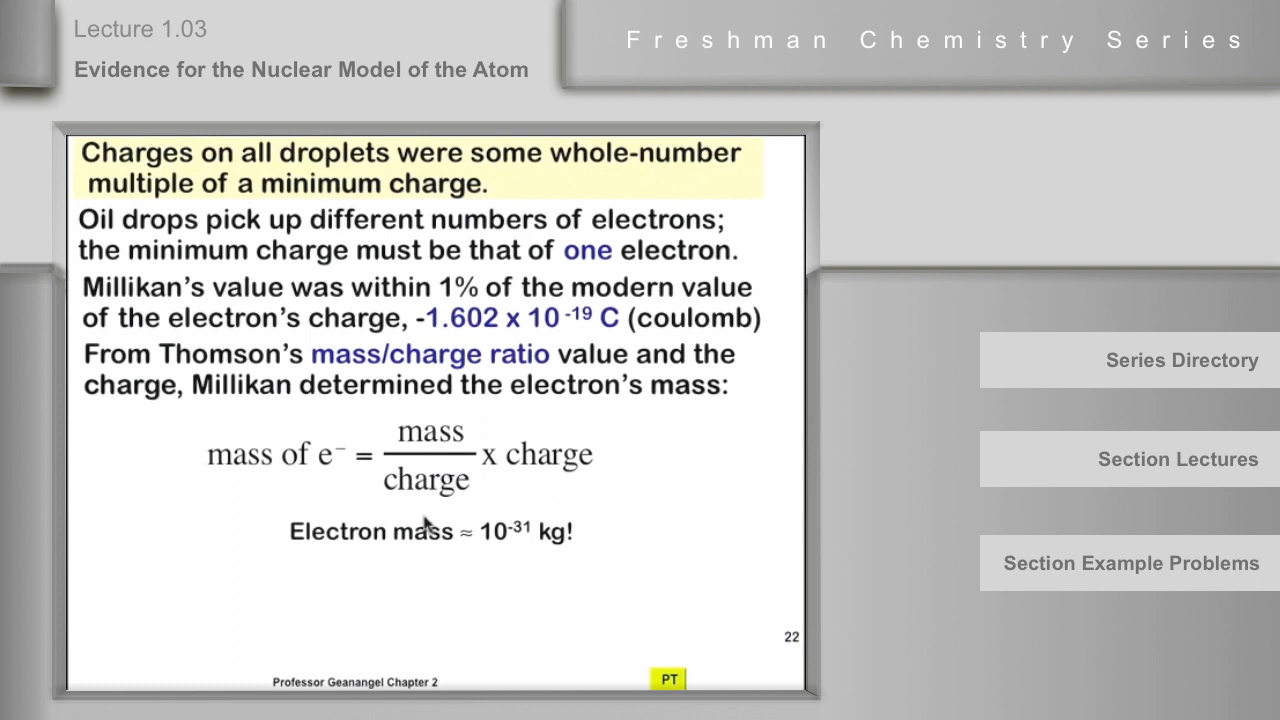 Lecture 1.03
Evidence for the Nuclear Model of the Atom
Freshman Chemistry Series
Charges on all droplets were some whole-number
multiple of a minimum charge.
Oil drops pick up different numbers of electrons;
the minimum charge must be that of one electron.
Millikan's value was within 1% of the modern value
of the electron's charge, -1.602 x 10 -19 C (coulomb)
From Thomson's mass/charge ratio value and the
charge, Millikan determined the electron's mass:
mass of e⁻ = mass/charge x charge
Electron mass ≈ 10-31 kg!
22
Professor Geanangel Chapter 2
PT
Series Directory
Section Lectures
Section Example Problems